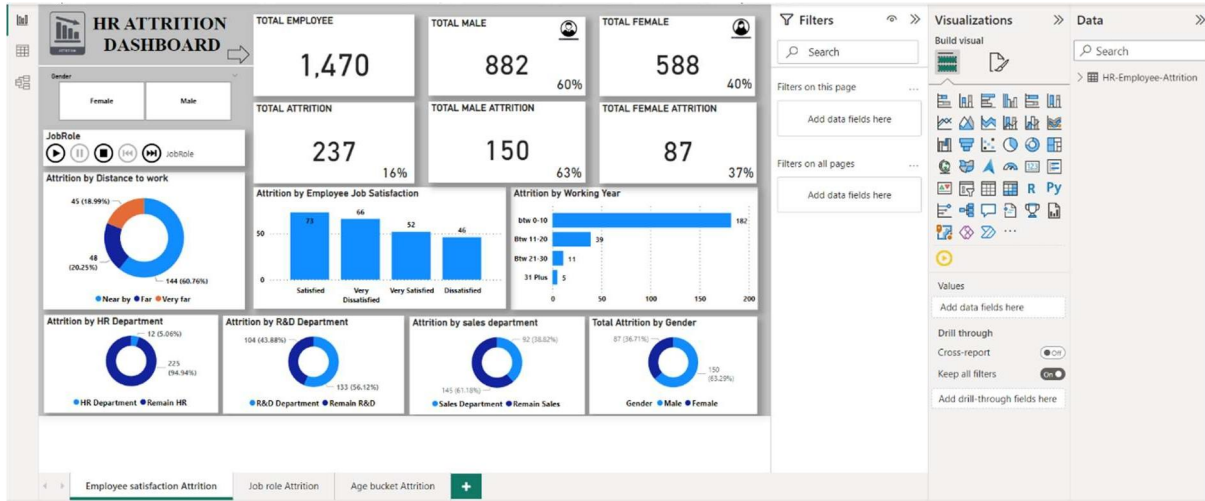 HR ATTRITION
DASHBOARD
Gender
Female
Male
JobRole
JobRole
TOTAL EMPLOYEE
1,470
TOTAL MALE
882
60%
TOTAL FEMALE
588
40%
TOTAL ATTRITION
237
16%
TOTAL MALE ATTRITION
150
63%
TOTAL FEMALE ATTRITION
87
37%
Attrition by Distance to work
45 (18.99%)
48
(20.25%)
144 (60.76%)
Near by Far Very far
Attrition by Employee Job Satisfaction
50
0
73
66
52
46
Satisfied
Very
Dissatisfied
Very Satisfied
Dissatisfied
Attrition by Working Year
btw 0-10
182
Btw 11-20
39
Btw 21-30
11
31 Plus
5
0 50 100 150 200
Attrition by HR Department
12 (5.06%)
225
(94.94%)
HR Department Remain HR
Attrition by R&D Department
104 (43.88%)
133 (56.12%)
R&D Department Remain R&D
Attrition by sales department
92 (38.82%)
145 (61.18%)
Sales Department Remain Sales
Total Attrition by Gender
87 (36.71%)
150
(63.29%)
Gender Male Female
Employee satisfaction Attrition
Job role Attrition
Age bucket Attrition
+
Filters
Search
Filters on this page
...
Add data fields here
Filters on all pages
...
Add data fields here
Visualizations
Build visual
123
R Py
...
Values
Add data fields here
Drill through
Cross-report
Off
Keep all filters
On
Add drill-through fields here
Data
Search
HR-Employee-Attrition